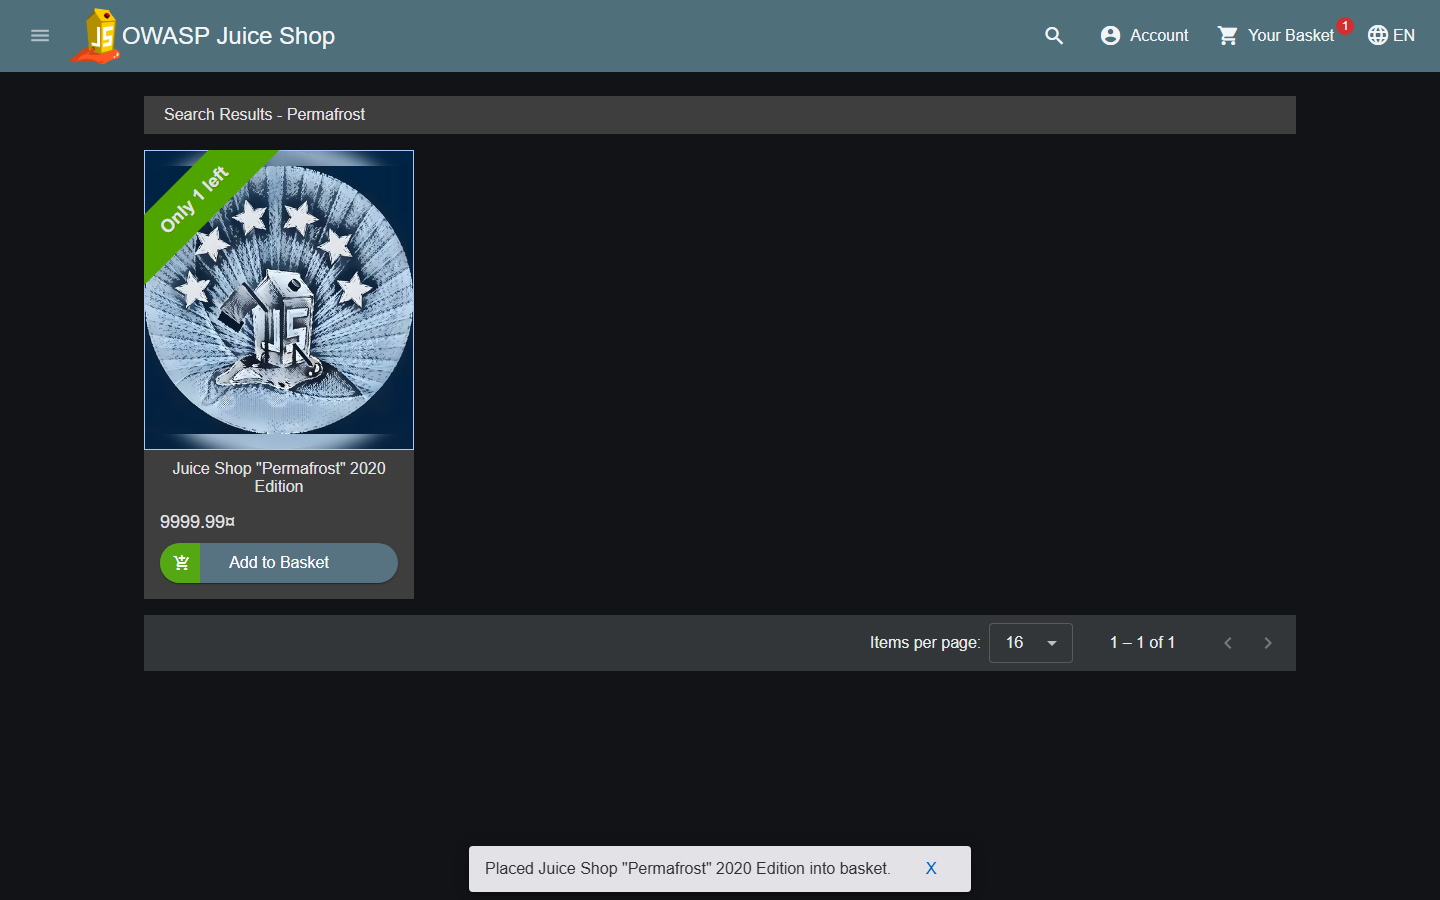 OWASP Juice Shop
Account
Your Basket
1
EN
Search Results - Permafrost
Only 1 left
JS
Juice Shop "Permafrost" 2020
Edition
9999.99¤
Add to Basket
Items per page:
16
1 – 1 of 1
Placed Juice Shop "Permafrost" 2020 Edition into basket.
X